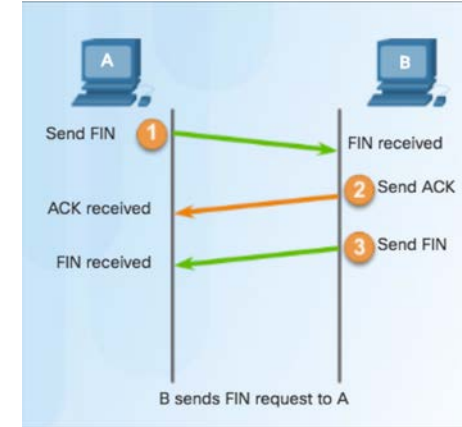 A
B
Send FIN 1
FIN received
2 Send ACK
ACK received
3 Send FIN
FIN received
B sends FIN request to A